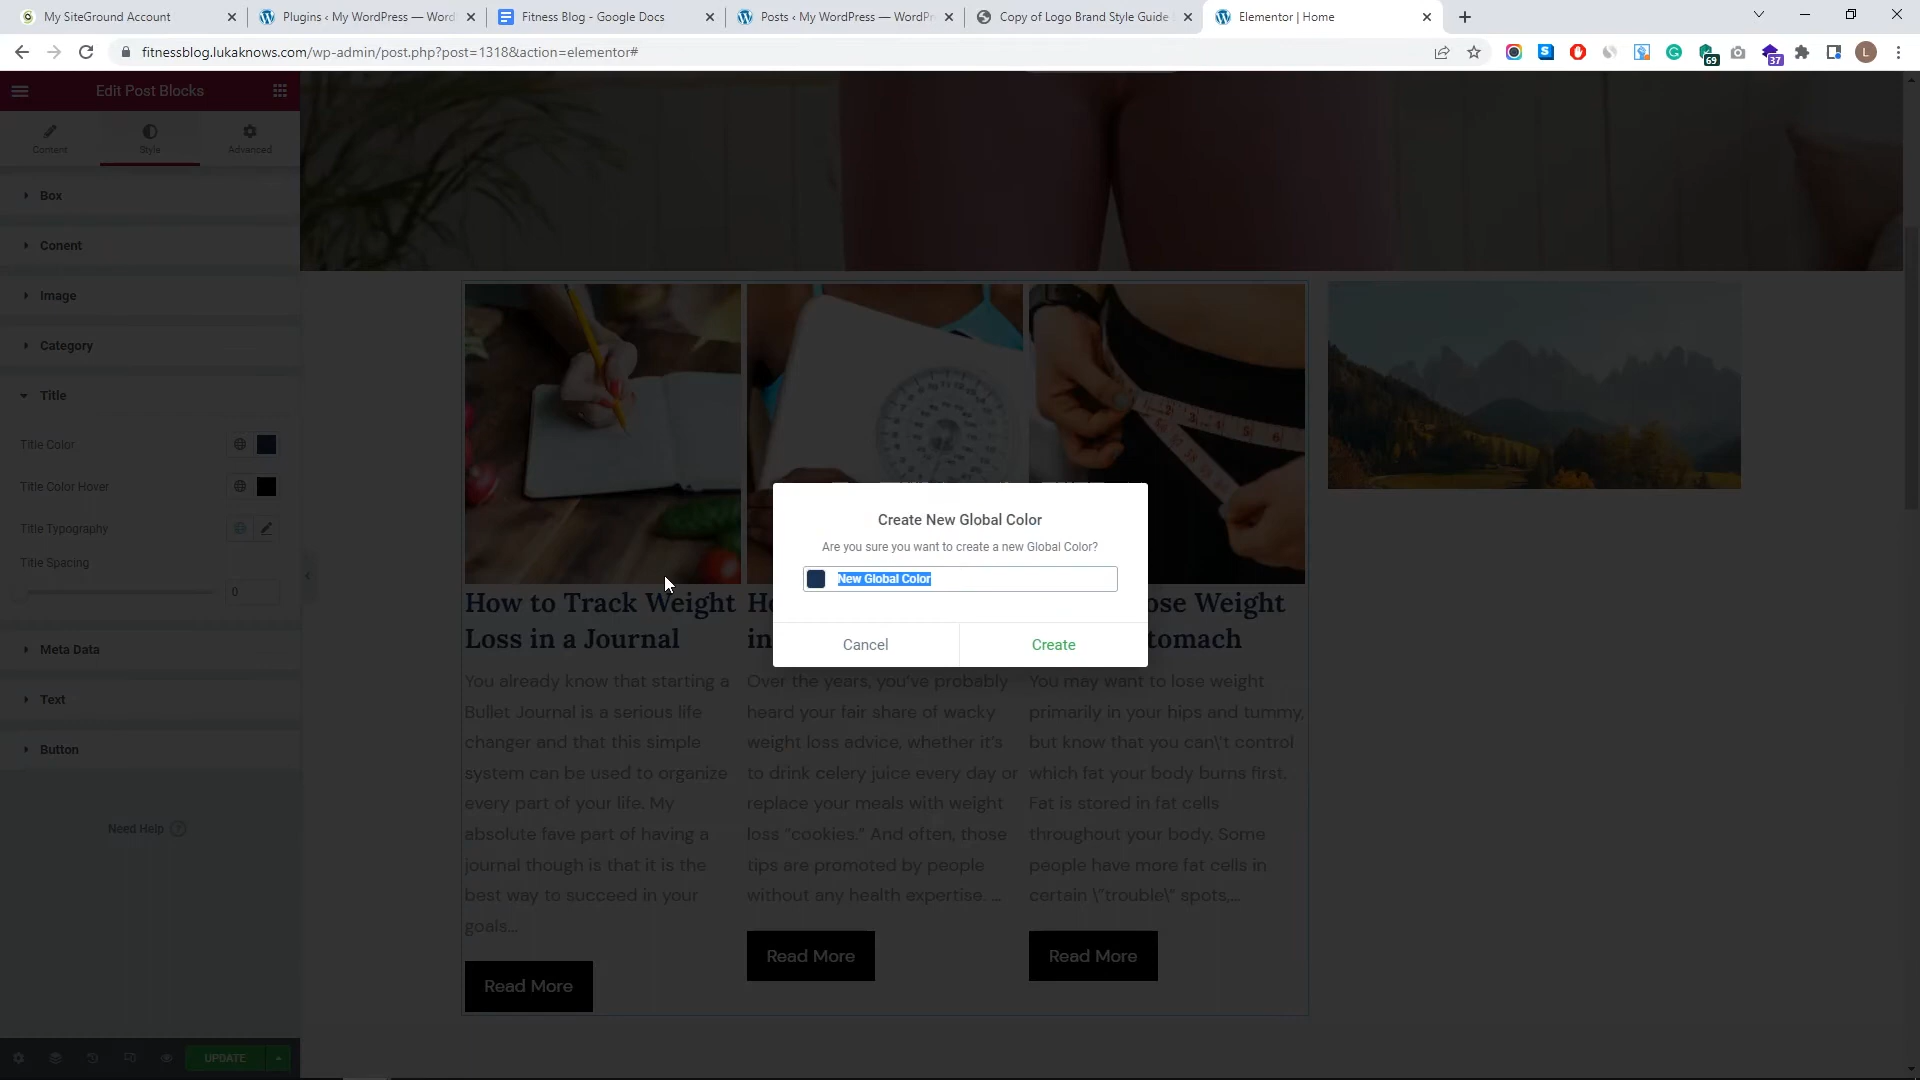 My SiteGround Account
Plugins ‹ My WordPress — Word
Fitness Blog - Google Docs
Posts ‹ My WordPress — WordPr
Copy of Logo Brand Style Guide
Elementor | Home
fitnessblog.lukaknows.com/wp-admin/post.php?post=1318&action=elementor#
69
37
L
Edit Post Blocks
Content
Style
Advanced
Box
Conent
Image
Category
Title
Title Color
Title Color Hover
Title Typography
Title Spacing
0
Meta Data
Text
Button
Need Help
UPDATE
Create New Global Color
Are you sure you want to create a new Global Color?
New Global Color
Cancel
Create
How to Track Weight
Loss in a Journal
You already know that starting a
Bullet Journal is a serious life
changer and that this simple
system can be used to organize
every part of your life. My
absolute fave part of having a
journal though is that it is the
best way to succeed in your
goals...
Read More
in
Over the years, you've probably
heard your fair share of wacky
weight loss advice, whether it's
to drink celery juice every day or
replace your meals with weight
loss "cookies." And often, those
tips are promoted by people
without any health expertise. ...
Read More
ose Weight
tomach
You may want to lose weight
primarily in your hips and tummy,
but know that you can\'t control
which fat your body burns first.
Fat is stored in fat cells
throughout your body. Some
people have more fat cells in
certain \"trouble\" spots,...
Read More